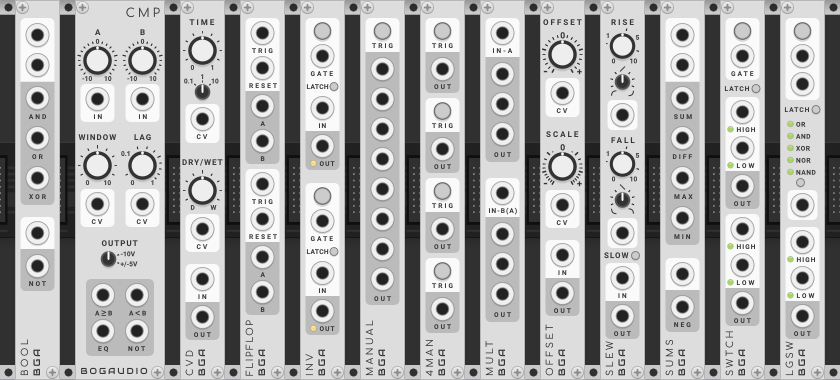 AND
OR
XOR
NOT
BOOL
BGA
CMP
A
B
0
0
-10 10
-10 10
IN
IN
WINDOW
LAG
0.1
0 10
0 1
CV
CV
OUTPUT
-10V
+/-5V
A≥B
A<B
EQ
NOT
BOGAUDIO
TIME
0 1
1
0.1 10
CV
DRY/WET
D W
CV
IN
OUT
CVD
BGA
TRIG
RESET
A
B
TRIG
RESET
A
B
FLIPFLOP
BGA
GATE
LATCH
IN
OUT
GATE
LATCH
IN
OUT
INV
BGA
TRIG
OUT
MANUAL
BGA
TRIG
OUT
TRIG
OUT
TRIG
OUT
TRIG
OUT
4MAN
BGA
IN-A
OUT
IN-B(A)
OUT
MULT
BGA
OFFSET
0
- +
CV
SCALE
0
- +
CV
IN
OUT
OFFSET
BGA
RISE
1 5
0 10
FALL
1 5
0 10
SLOW
IN
OUT
SLEW
BGA
SUM
DIFF
MAX
MIN
NEG
SUMS
BGA
GATE
LATCH
HIGH
LOW
OUT
HIGH
LOW
OUT
SWTCH
BGA
LATCH
OR
AND
XOR
NOR
NAND
HIGH
LOW
OUT
LGSW
BGA